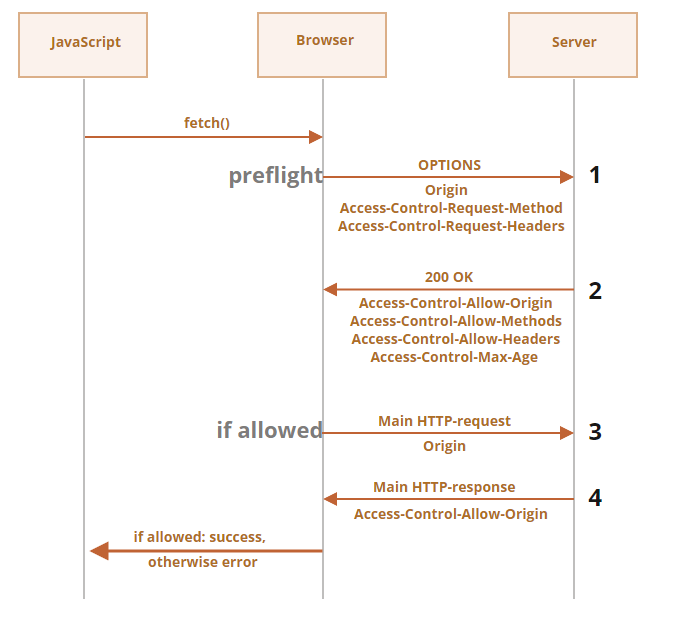 JavaScript
Browser
Server
fetch()
preflight
OPTIONS
1
Origin
Access-Control-Request-Method
Access-Control-Request-Headers
200 OK
2
Access-Control-Allow-Origin
Access-Control-Allow-Methods
Access-Control-Allow-Headers
Access-Control-Max-Age
if allowed
Main HTTP-request
3
Origin
Main HTTP-response
4
Access-Control-Allow-Origin
if allowed: success,
otherwise error